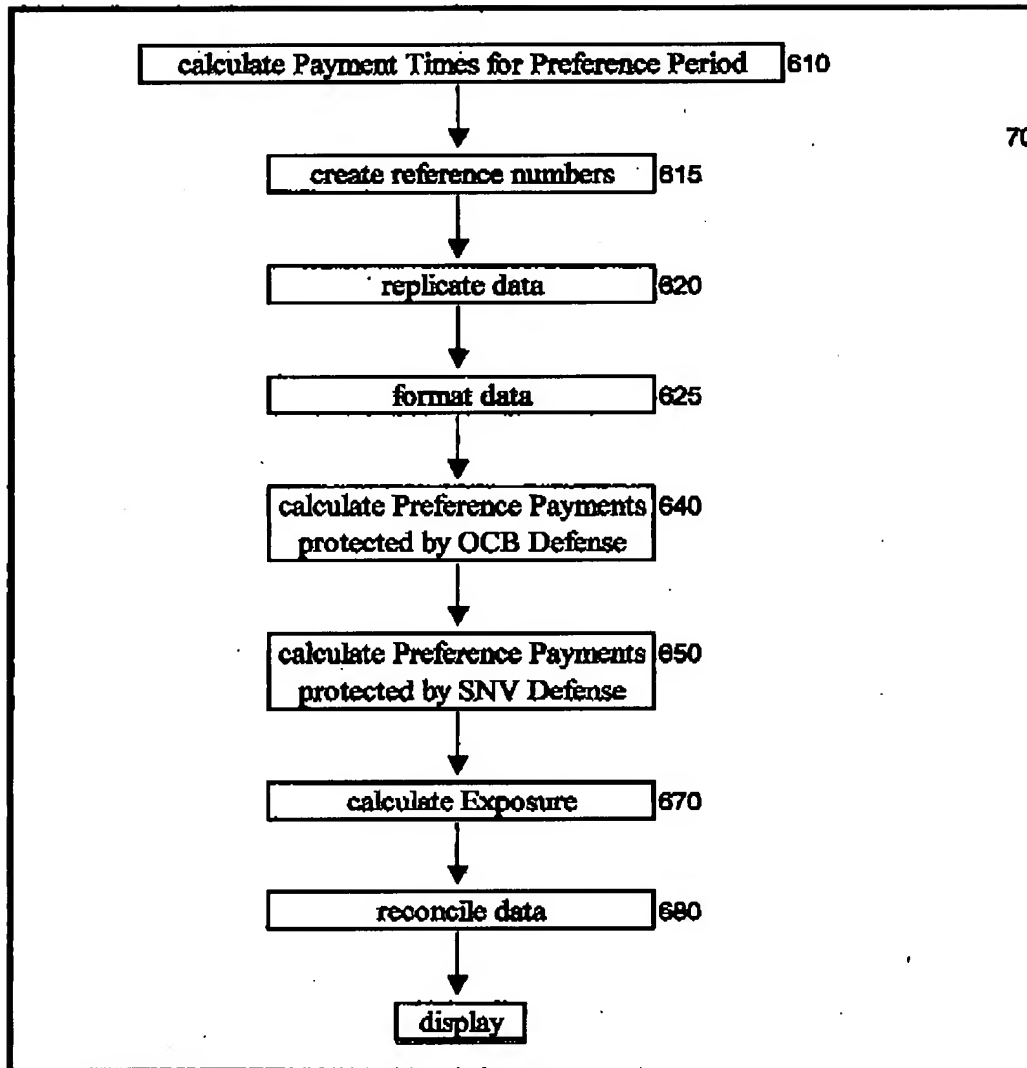 calculate Payment Times for Preference Period 610
70
create reference numbers 615
replicate data 620
format data 625
calculate Preference Payments 640
protected by OCB Defense
calculate Preference Payments 650
protected by SNV Defense
calculate Exposure 670
reconcile data 680
display